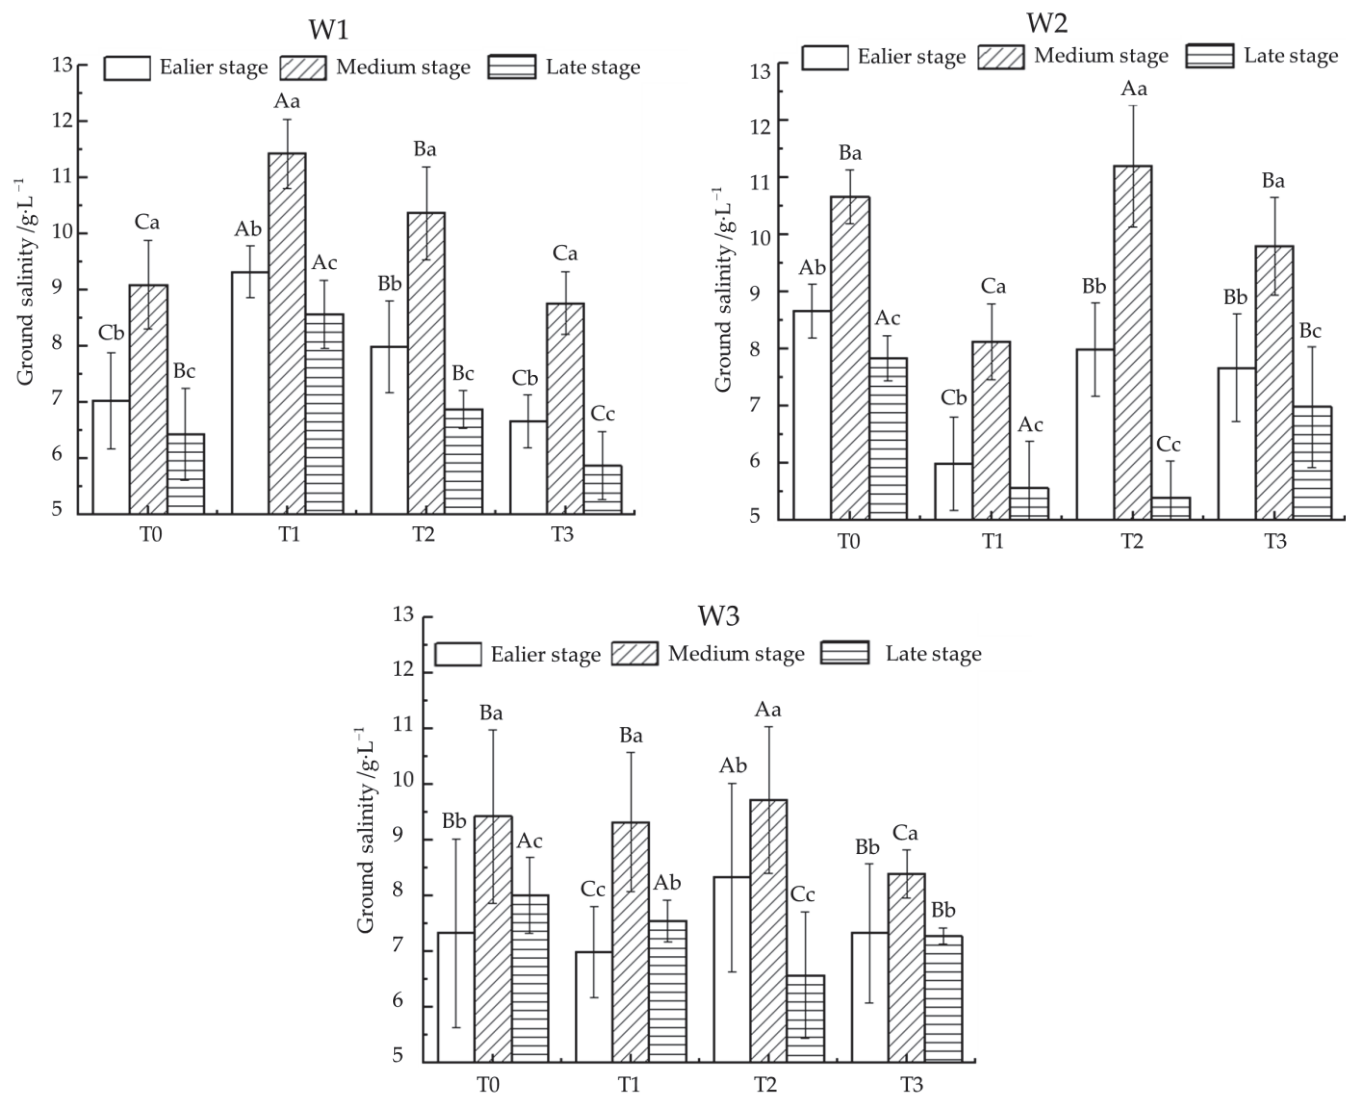 W1
Ealier stage Medium stage Late stage
Ground salinity /g·L⁻¹
13
12
11
10
9
8
7
6
5
Cb Ca Bc
Ab Aa Ac
Bb Ba Bc
Cb Ca Cc
T0 T1 T2 T3
W2
Ealier stage Medium stage Late stage
Ground salinity /g·L⁻¹
13
12
11
10
9
8
7
6
5
Ab Ba Ac
Cb Ca Ac
Bb Aa Cc
Bb Ba Bc
T0 T1 T2 T3
W3
Ealier stage Medium stage Late stage
Ground salinity /g·L⁻¹
13
12
11
10
9
8
7
6
5
Bb Ba Ac
Cc Ba Ab
Ab Aa Cc
Bb Ca Bb
T0 T1 T2 T3